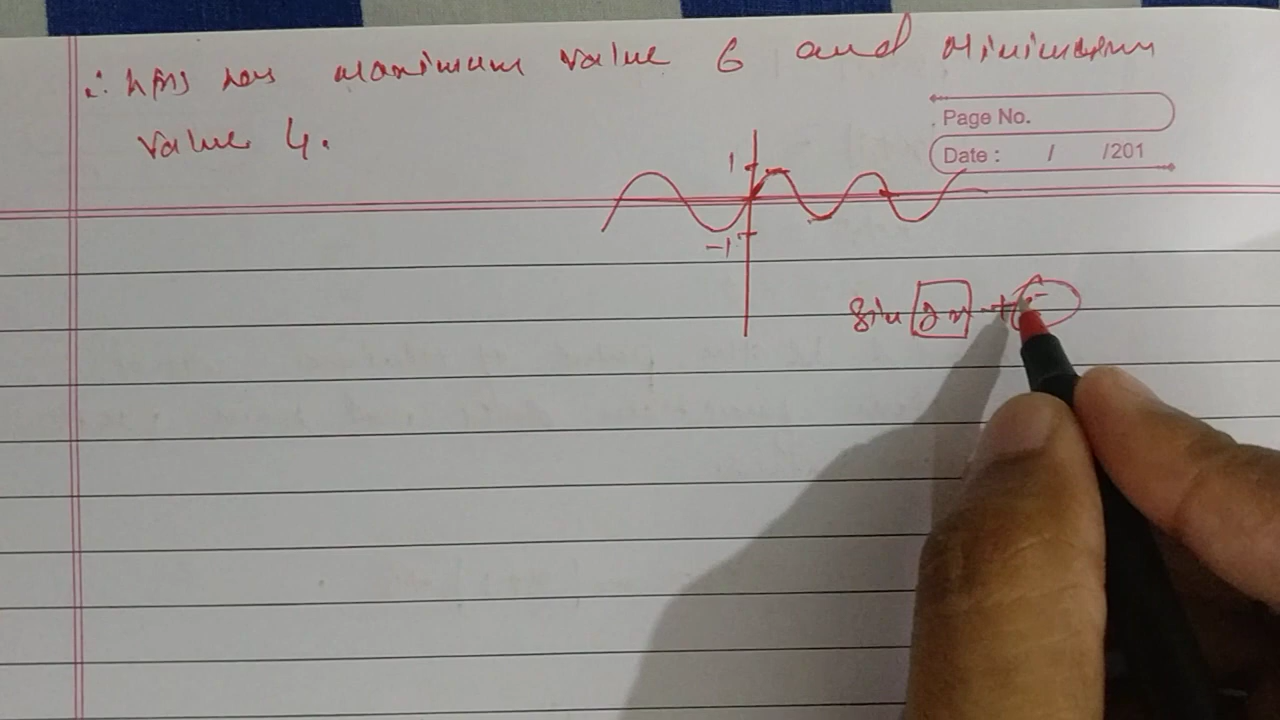 ∴ h(x) has maximum value 6 and Minimum
Page No.
value 4.
Date : / /201
1
-1
sin 2x + 5